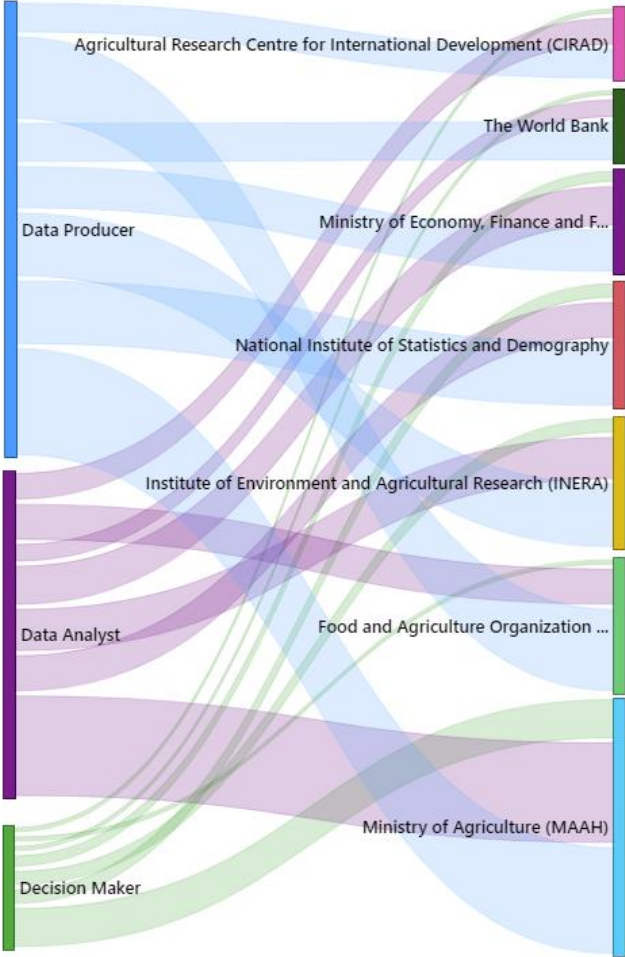 Agricultural Research Centre for International Development (CIRAD)
The World Bank
Ministry of Economy, Finance and F...
Data Producer
National Institute of Statistics and Demography
Institute of Environment and Agricultural Research (INERA)
Food and Agriculture Organization ...
Data Analyst
Ministry of Agriculture (MAAH)
Decision Maker